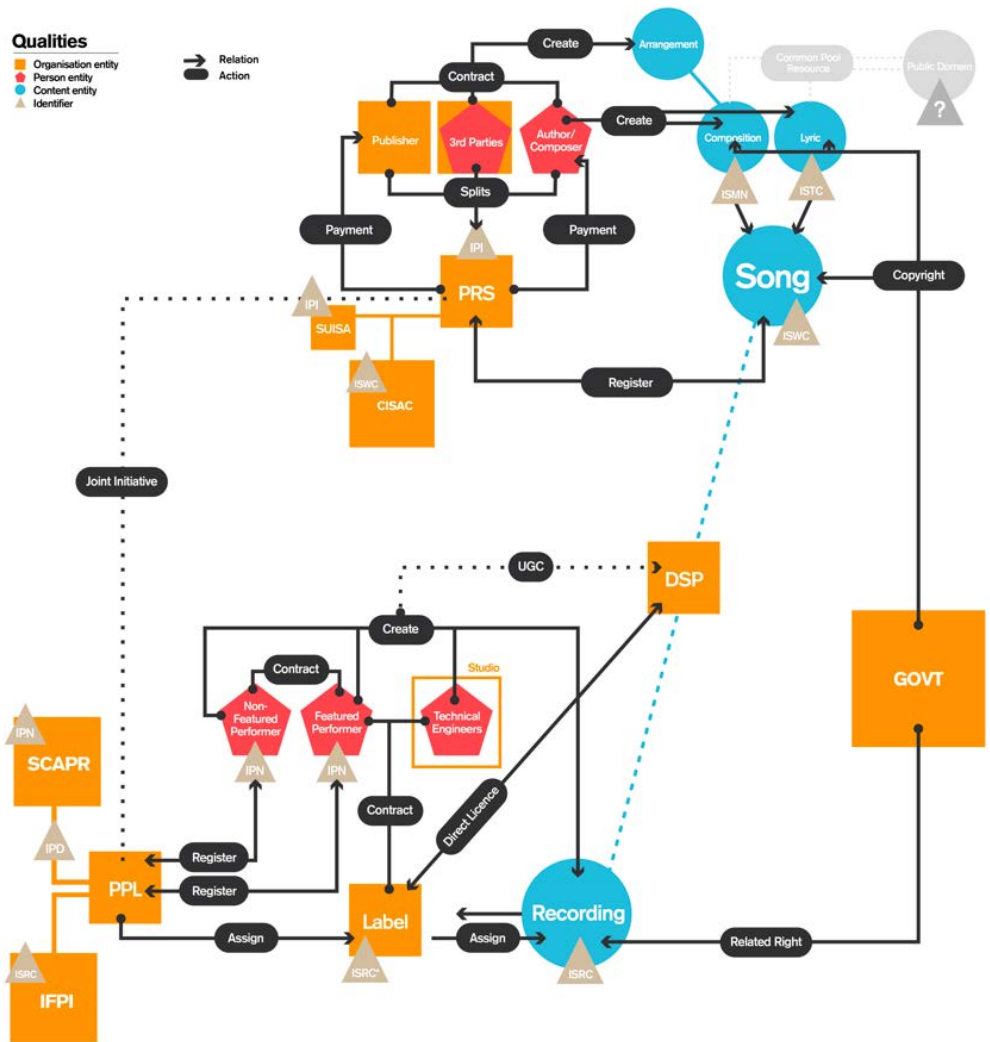 Qualities
Organisation entity
Person entity
Content entity
Identifier
Relation
Action
Create
Arrangement
Common Pool
Resource
Public Domain
?
Contract
Publisher
3rd Parties
Author/
Composer
Create
Composition
Lyric
ISMN
ISTC
Splits
Payment
Payment
IPI
PRS
Song
Copyright
ISWC
IPI
SUISA
ISWC
CISAC
Register
Joint Initiative
UGC
DSP
Create
GOVT
Contract
Studio
Non-
Featured
Performer
Featured
Performer
Technical
Engineers
IPN
IPN
IPN
SCAPR
Contract
Direct Licence
IPD
Register
PPL
Register
Label
Recording
Assign
Assign
Related Right
ISRC*
ISRC
ISRC
IFPI